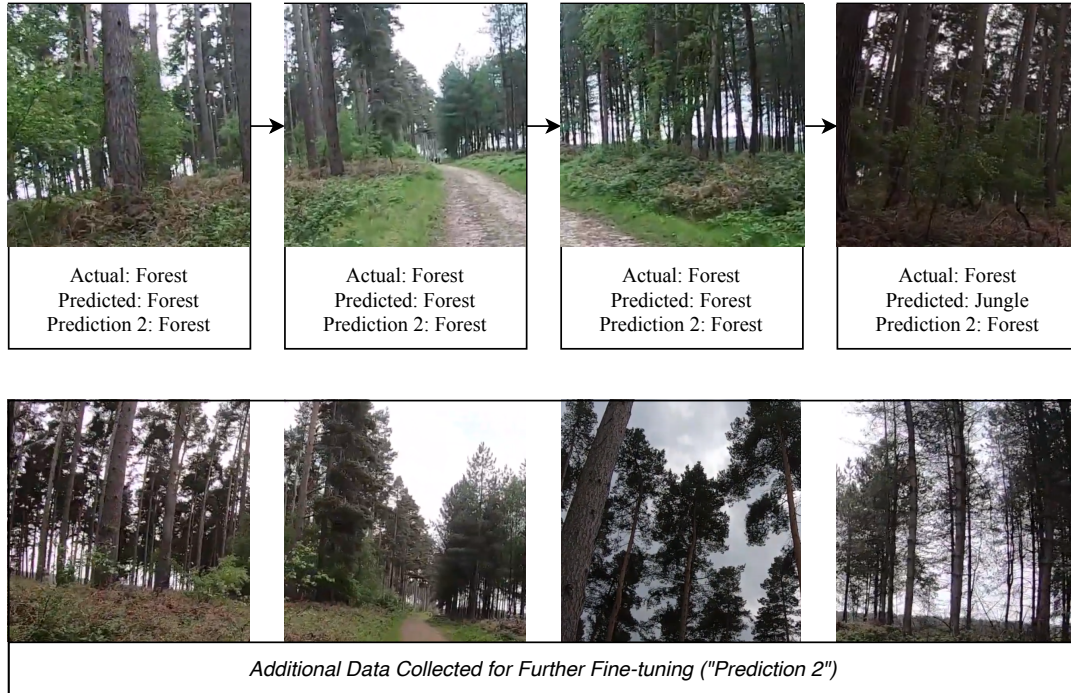 Actual: Forest
Predicted: Forest
Prediction 2: Forest
Actual: Forest
Predicted: Forest
Prediction 2: Forest
Actual: Forest
Predicted: Forest
Prediction 2: Forest
Actual: Forest
Predicted: Jungle
Prediction 2: Forest
Additional Data Collected for Further Fine-tuning ("Prediction 2")